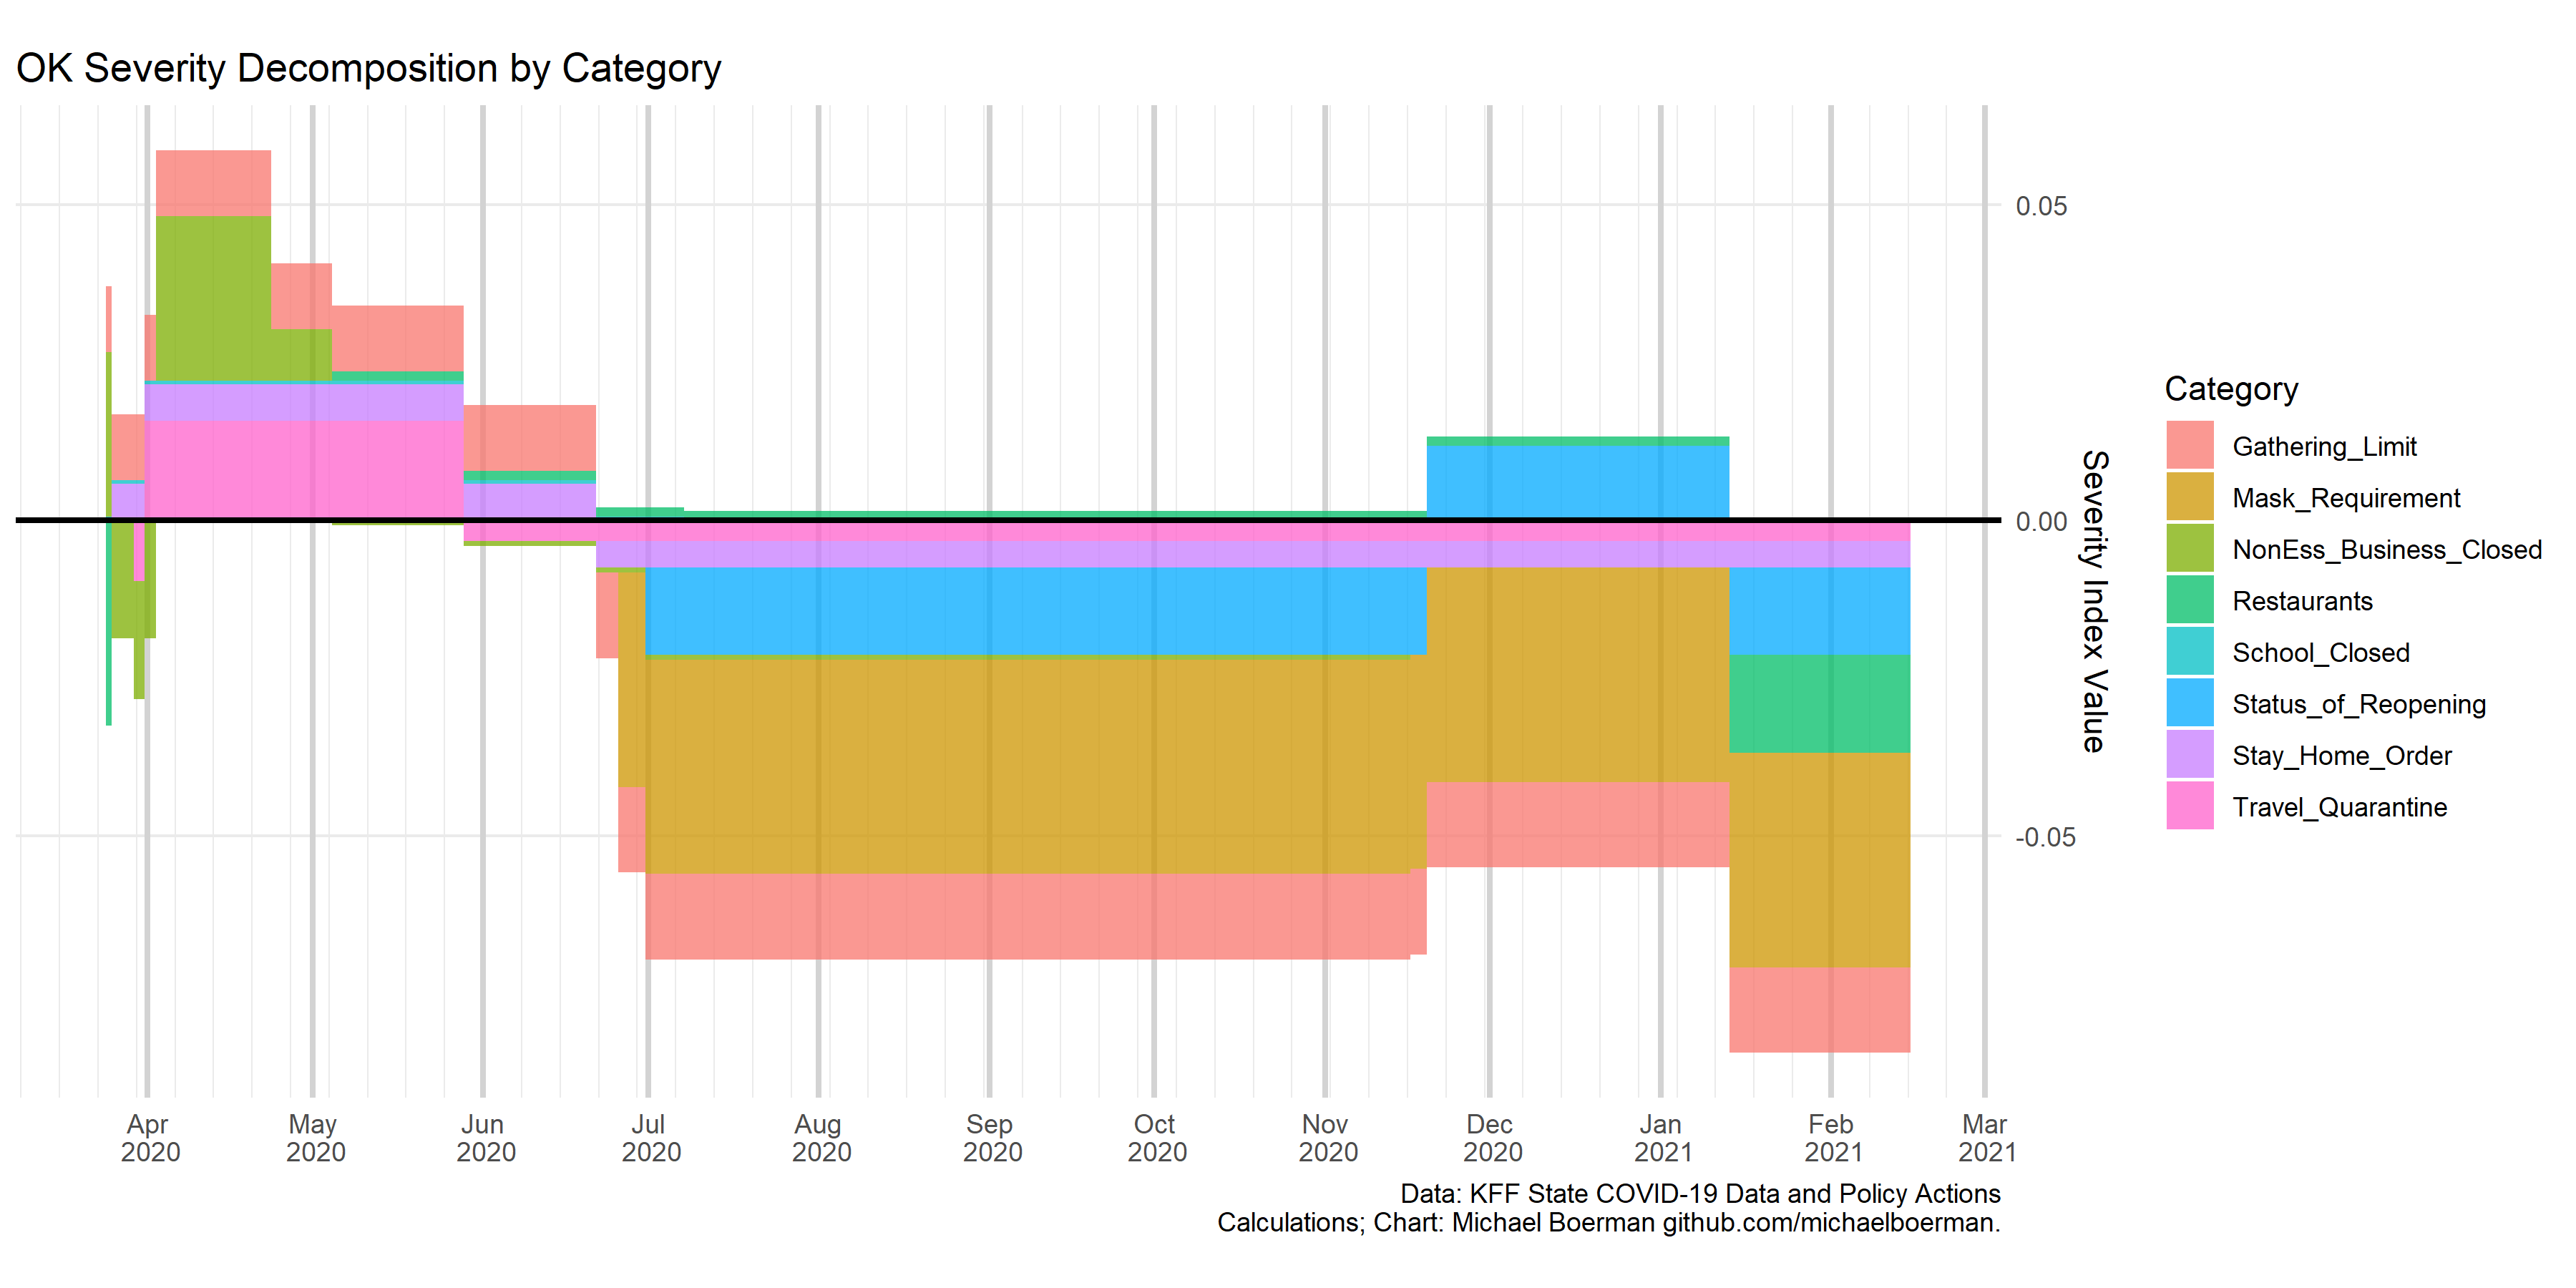 OK Severity Decomposition by Category
0.05
0.00
-0.05
Severity Index Value
Category
Gathering_Limit
Mask_Requirement
NonEss_Business_Closed
Restaurants
School_Closed
Status_of_Reopening
Stay_Home_Order
Travel_Quarantine
Apr May Jun Jul Aug Sep Oct Nov Dec Jan Feb Mar
2020 2020 2020 2020 2020 2020 2020 2020 2020 2021 2021 2021
Data: KFF State COVID-19 Data and Policy Actions
Calculations; Chart: Michael Boerman github.com/michaelboerman.